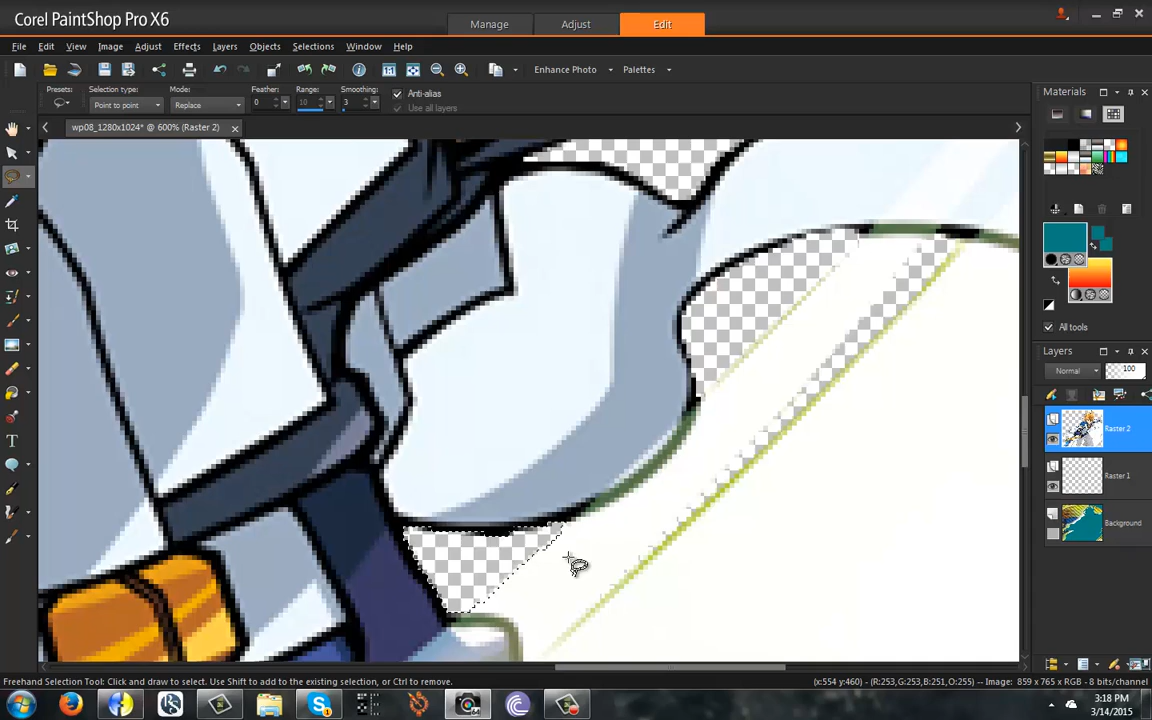 Corel PaintShop Pro X6
Manage
Adjust
Edit
File Edit View Image Adjust Effects Layers Objects Selections Window Help
Enhance Photo
Palettes
Presets:
Selection type:
Point to point
Mode:
Replace
Feather:
0
Range:
10
Smoothing:
3
Anti-alias
Use all layers
wp08_1280x1024* @ 600% (Raster 2)
Materials
All tools
Layers
Normal
100
Raster 2
Raster 1
Background
Freehand Selection Tool: Click and draw to select. Use Shift to add to the existing selection, or Ctrl to remove.
(x:554 y:460) - (R:253,G:253,B:251,O:255) -- Image: 859 x 765 x RGB - 8 bits/channel
3:18 PM
3/14/2015